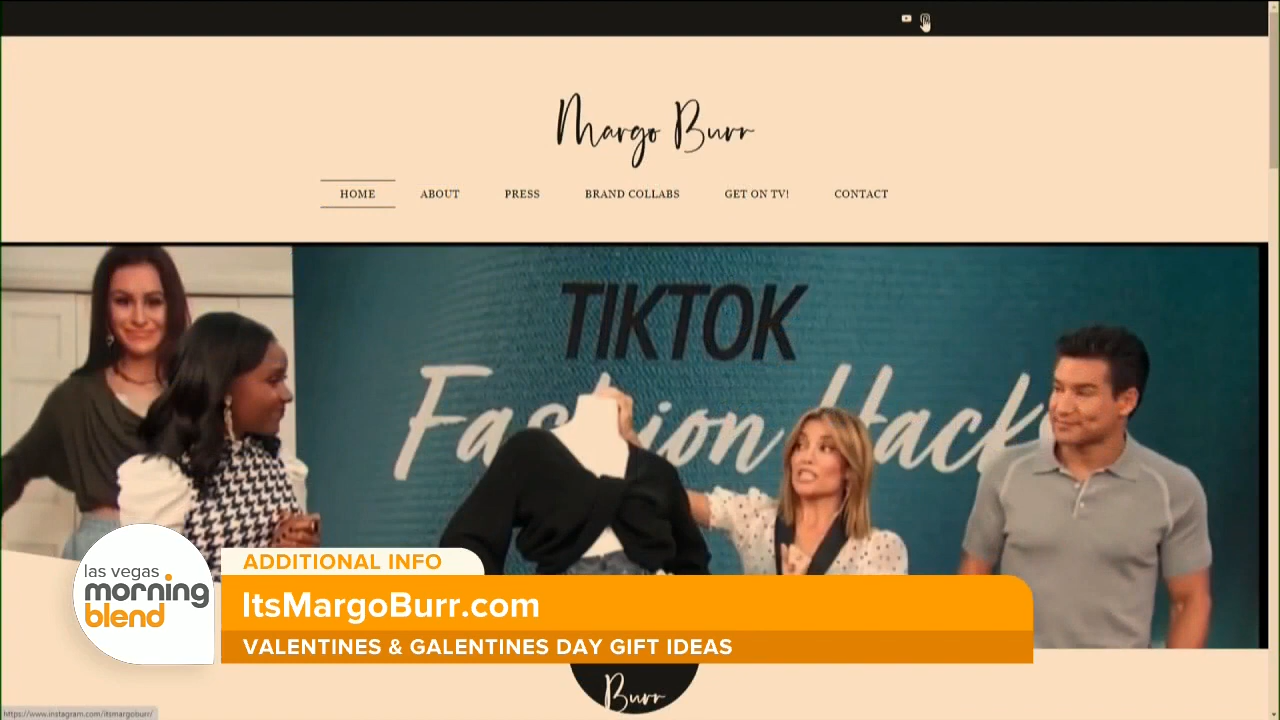 Margo Burr
HOME ABOUT PRESS BRAND COLLABS GET ON TV! CONTACT
TIKTOK
Fashion Hack
las vegas
morning
blend
ADDITIONAL INFO
ItsMargoBurr.com
VALENTINES & GALENTINES DAY GIFT IDEAS
Burr
https://www.instagram.com/itsmargoburr/